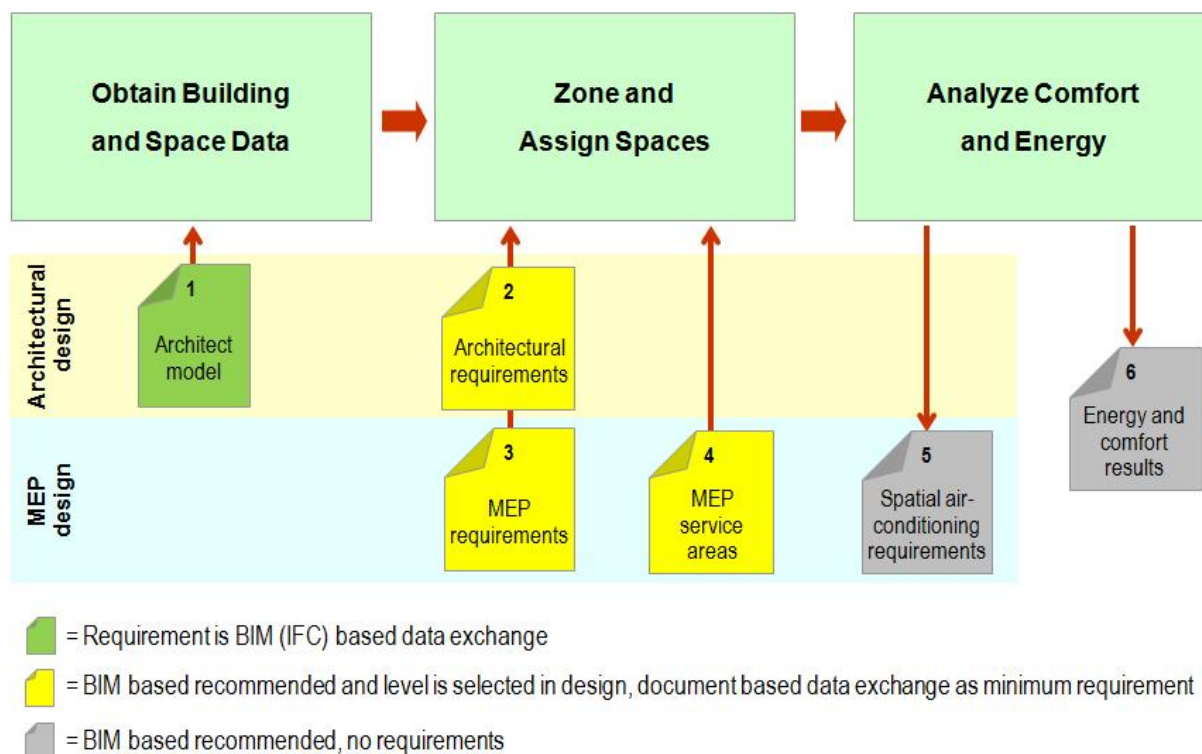 Obtain Building
and Space Data
Zone and
Assign Spaces
Analyze Comfort
and Energy
Architectural
design
1
Architect
model
2
Architectural
requirements
MEP
design
3
MEP
requirements
4
MEP
service
areas
5
Spatial air-
conditioning
requirements
6
Energy and
comfort
results
= Requirement is BIM (IFC) based data exchange
= BIM based recommended and level is selected in design, document based data exchange as minimum requirement
= BIM based recommended, no requirements